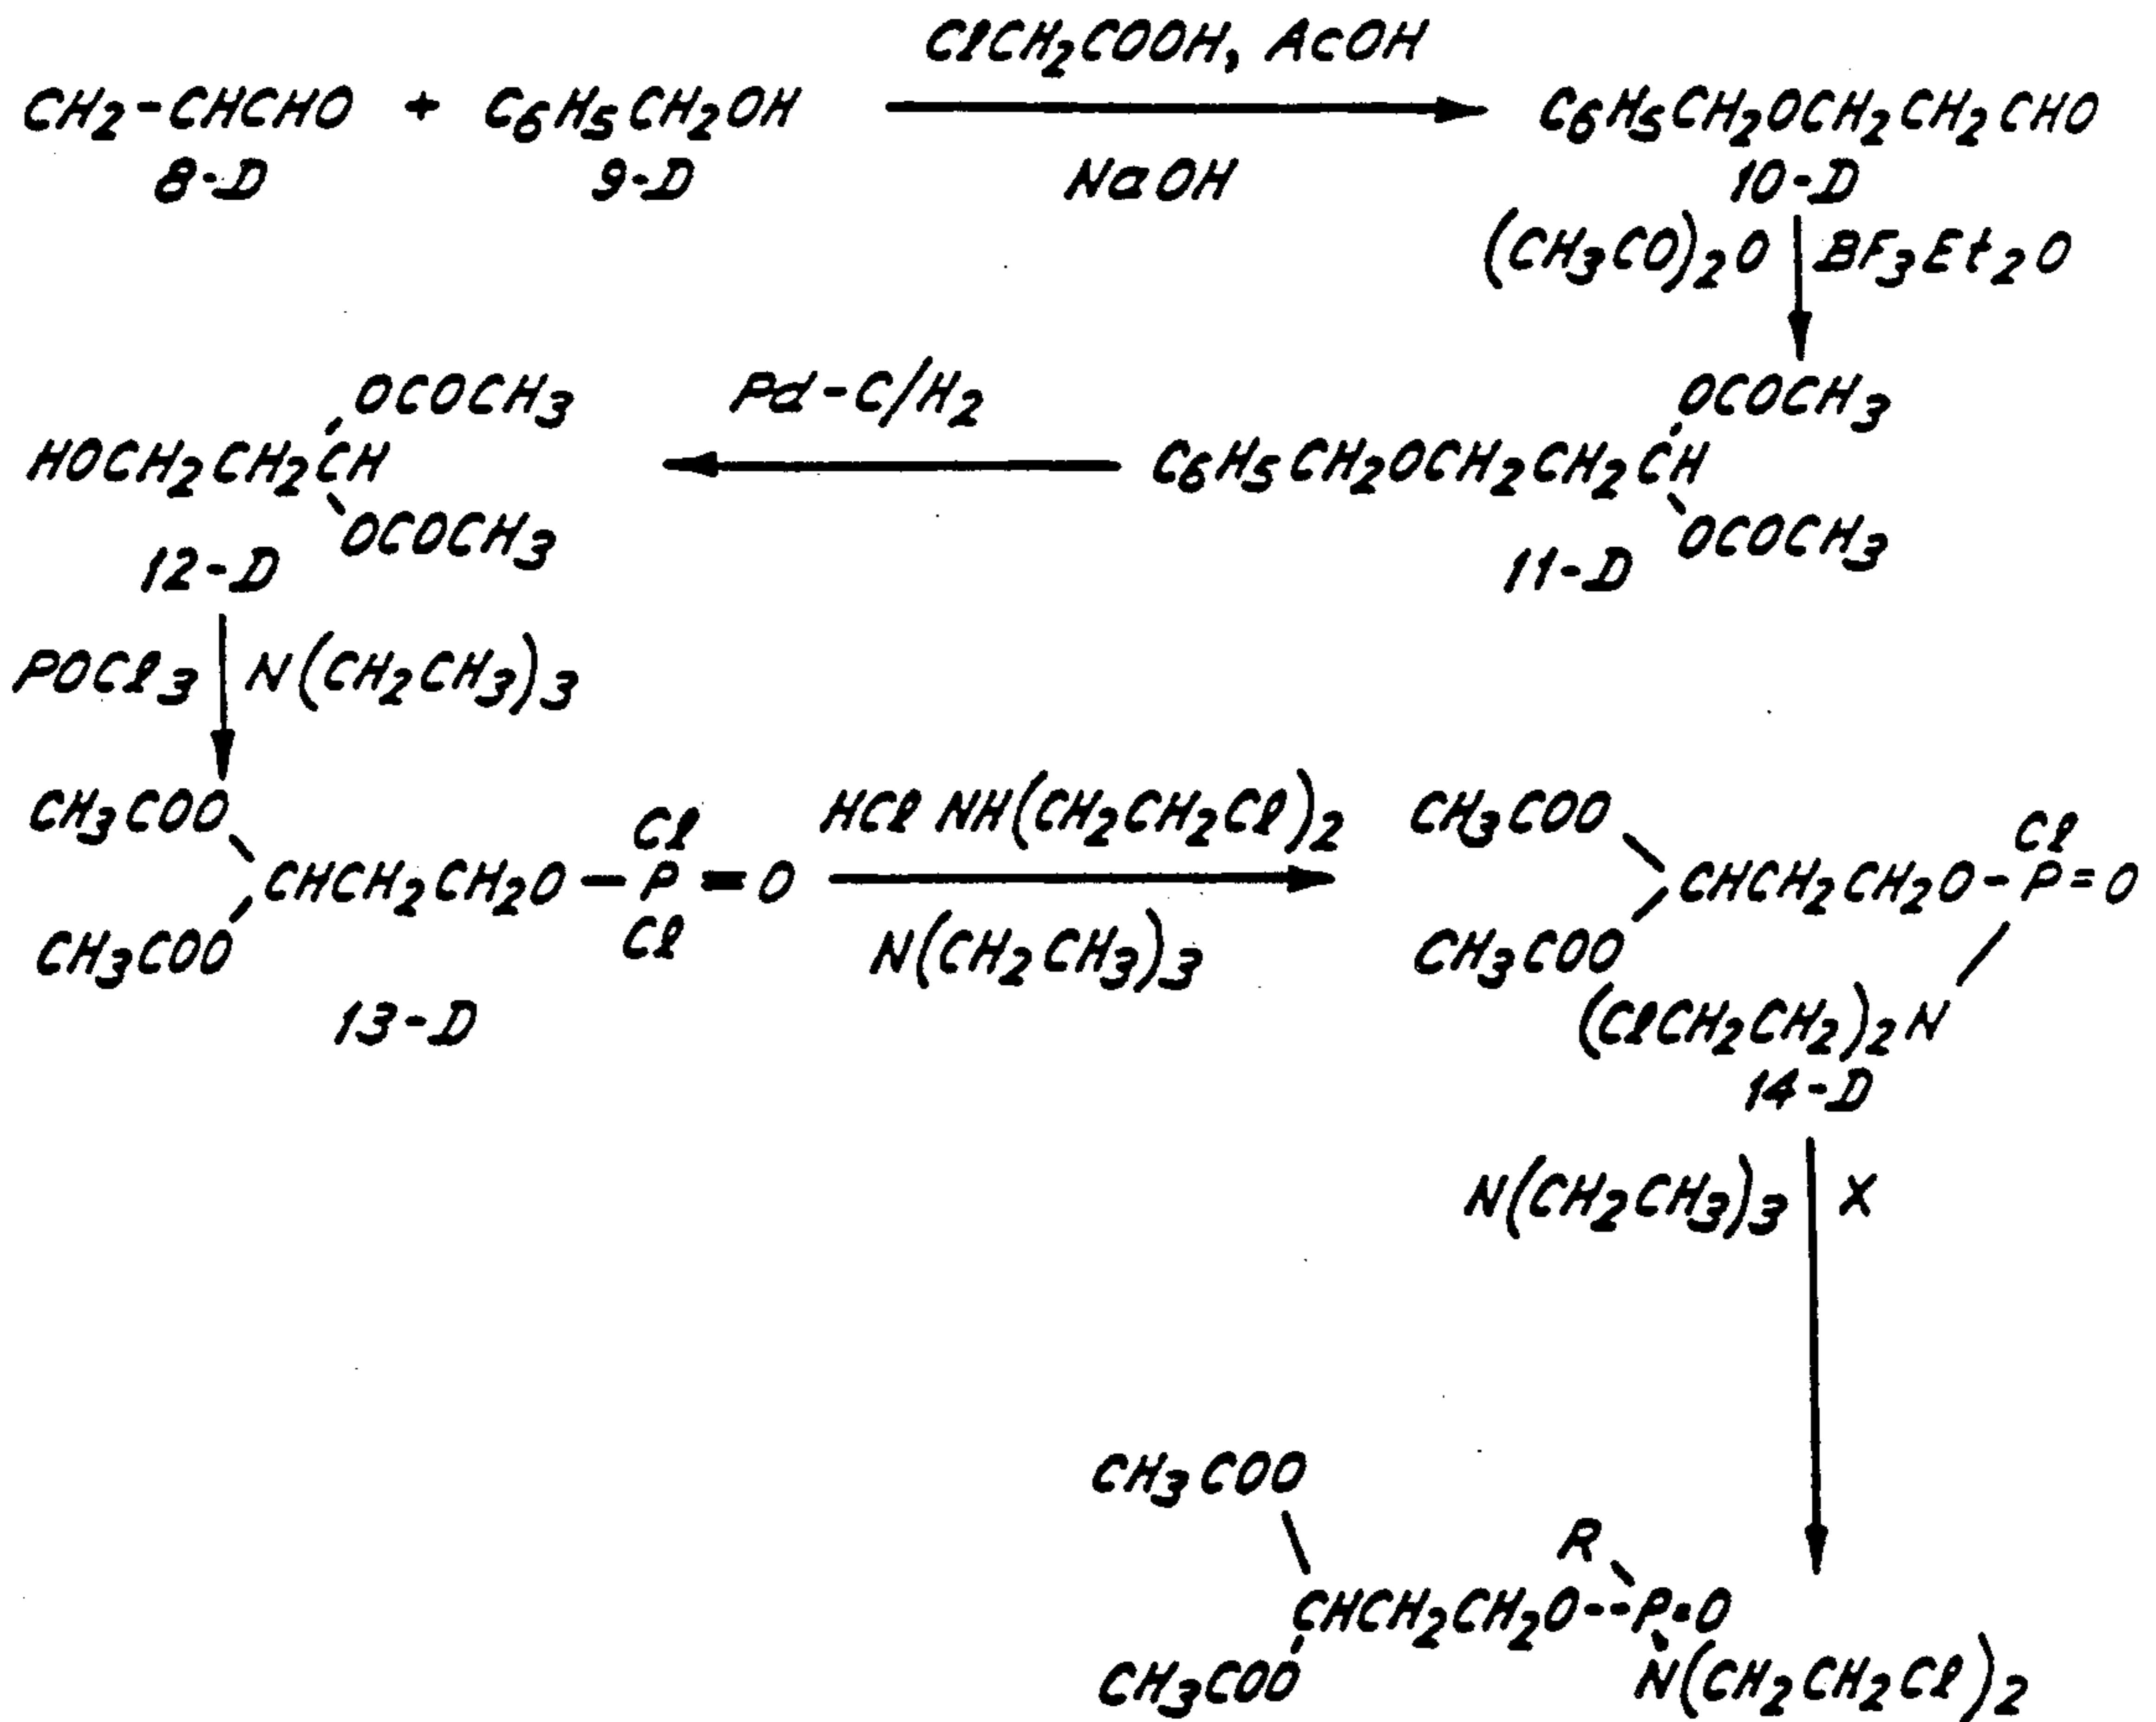 ClCH2COOH, AcOH
CH2-CHCHO + C6H5CH2OH C6H5CH2OCH2CH2CHO
8-D 9-D NaOH 10-D
(CH3CO)2O BF3Et2O
OCOCH3 Pd-C/H2 OCOCH3
HOCH2CH2CH C6H5CH2OCH2CH2CH
OCOCH3 OCOCH3
12-D 11-D
POCl3 N(CH2CH3)3
CH3COO Cl HCl NH(CH2CH2Cl)2 CH3COO Cl
CHCH2CH2O-P=O CHCH2CH2O-P=O
CH3COO Cl N(CH2CH3)3 CH3COO
13-D (ClCH2CH2)2N
14-D
N(CH2CH3)3 X
CH3COO
R
CHCH2CH2O--P=O
CH3COO N(CH2CH2Cl)2